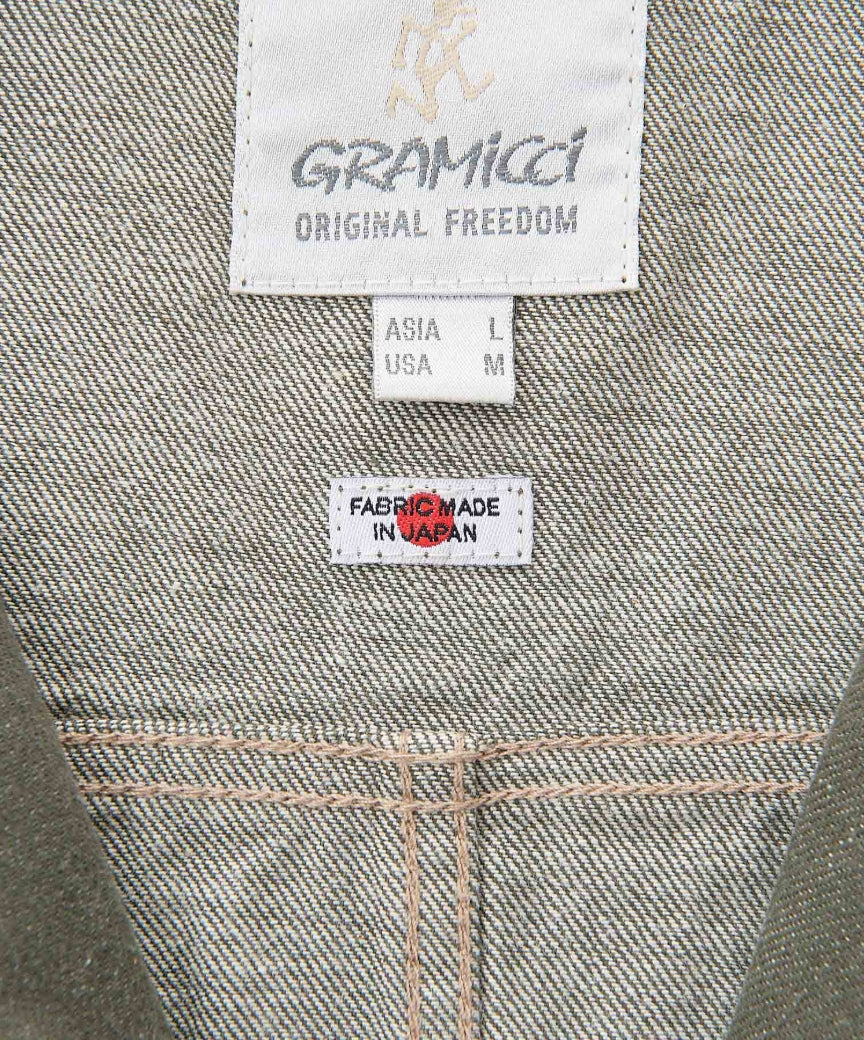 GRAMiCCi
ORIGINAL FREEDOM
ASIA L
USA M
FABRIC MADE
IN JAPAN